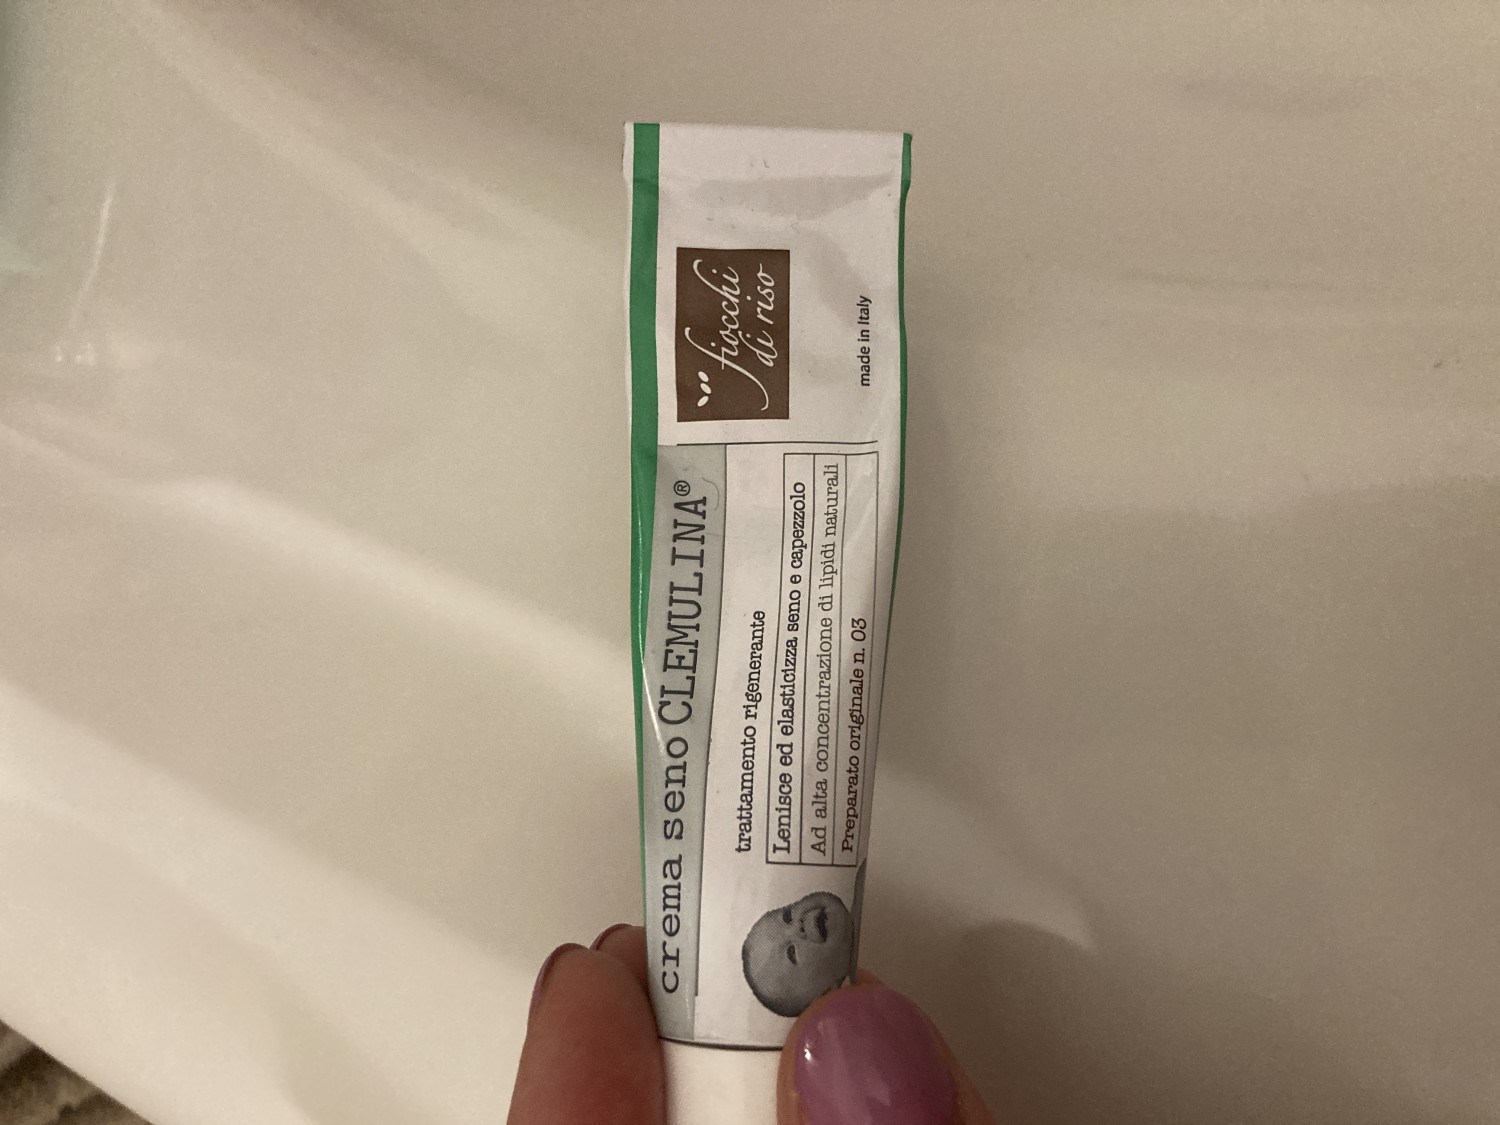 crema seno CLEMULINA®
trattamento rigenerante
Lenisce ed elasticizza seno e capezzolo
Ad alta concentrazione di lipidi naturali
Preparato originale n. 03
fiocchi
di riso
made in Italy